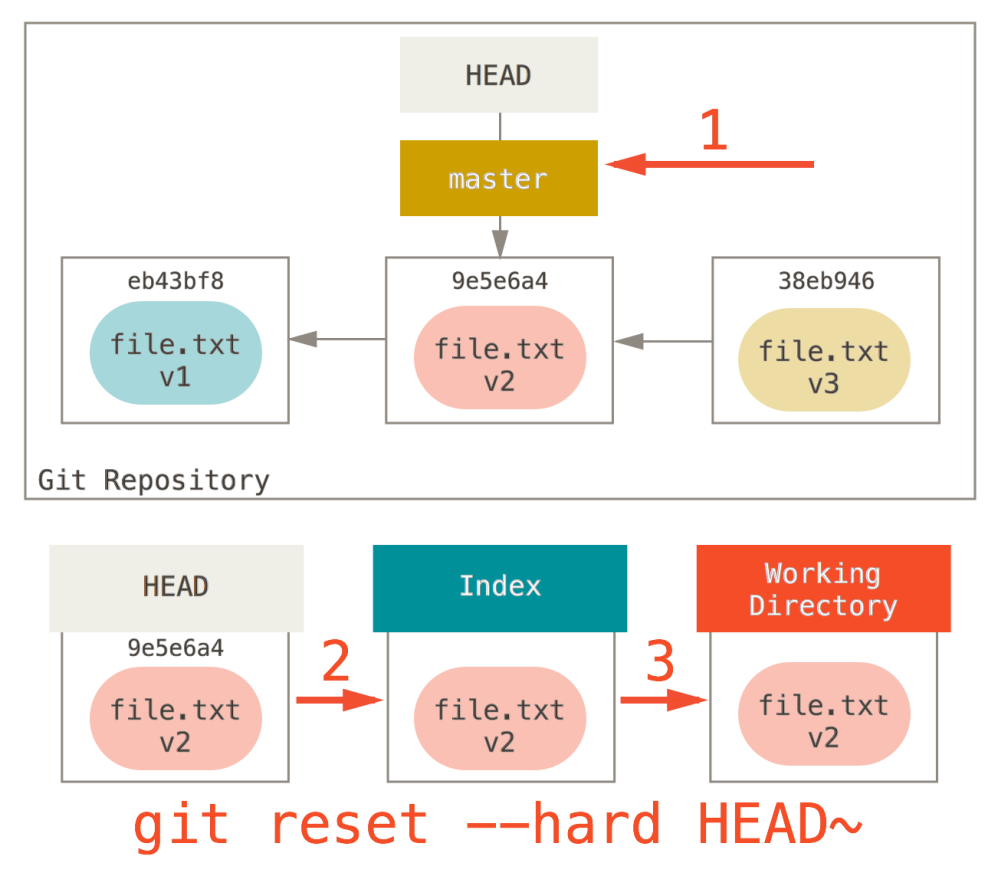 HEAD
1
master
eb43bf8
9e5e6a4
38eb946
file.txt
v1
file.txt
v2
file.txt
v3
Git Repository
HEAD
Index
Working
Directory
9e5e6a4
2
3
file.txt
v2
file.txt
v2
file.txt
v2
git reset --hard HEAD~